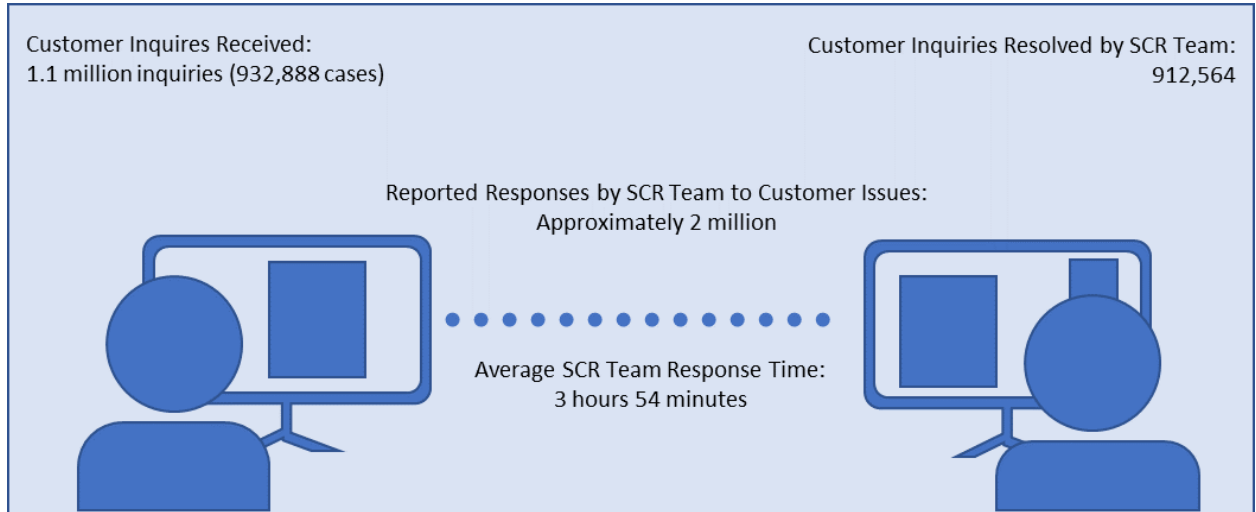 Customer Inquires Received:
1.1 million inquiries (932,888 cases)
Customer Inquiries Resolved by SCR Team:
912,564
Reported Responses by SCR Team to Customer Issues:
Approximately 2 million
Average SCR Team Response Time:
3 hours 54 minutes